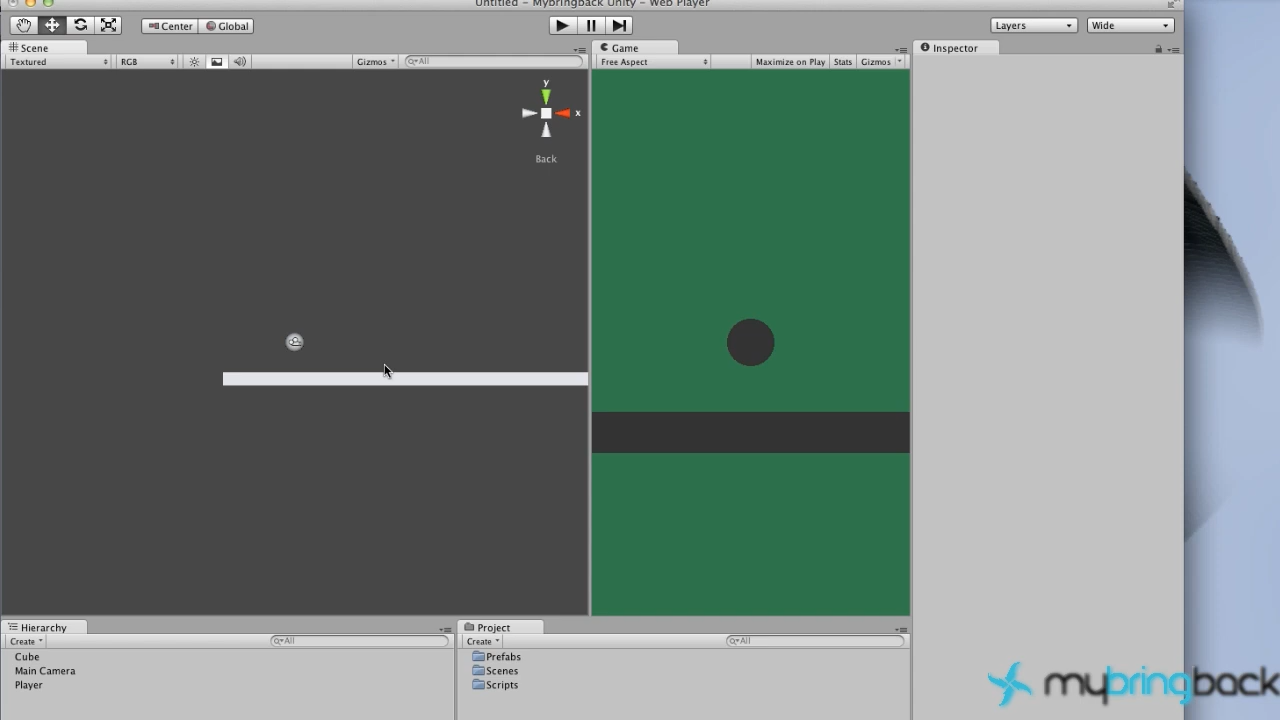 Untitled - Mybringback Unity - Web Player
Center Global Layers Wide
Scene Game Inspector
Textured RGB Gizmos All Free Aspect Maximize on Play Stats Gizmos
y
x
Back
Hierarchy Project
Create All Create All
Cube Prefabs
Main Camera Scenes
Player Scripts
mybringback